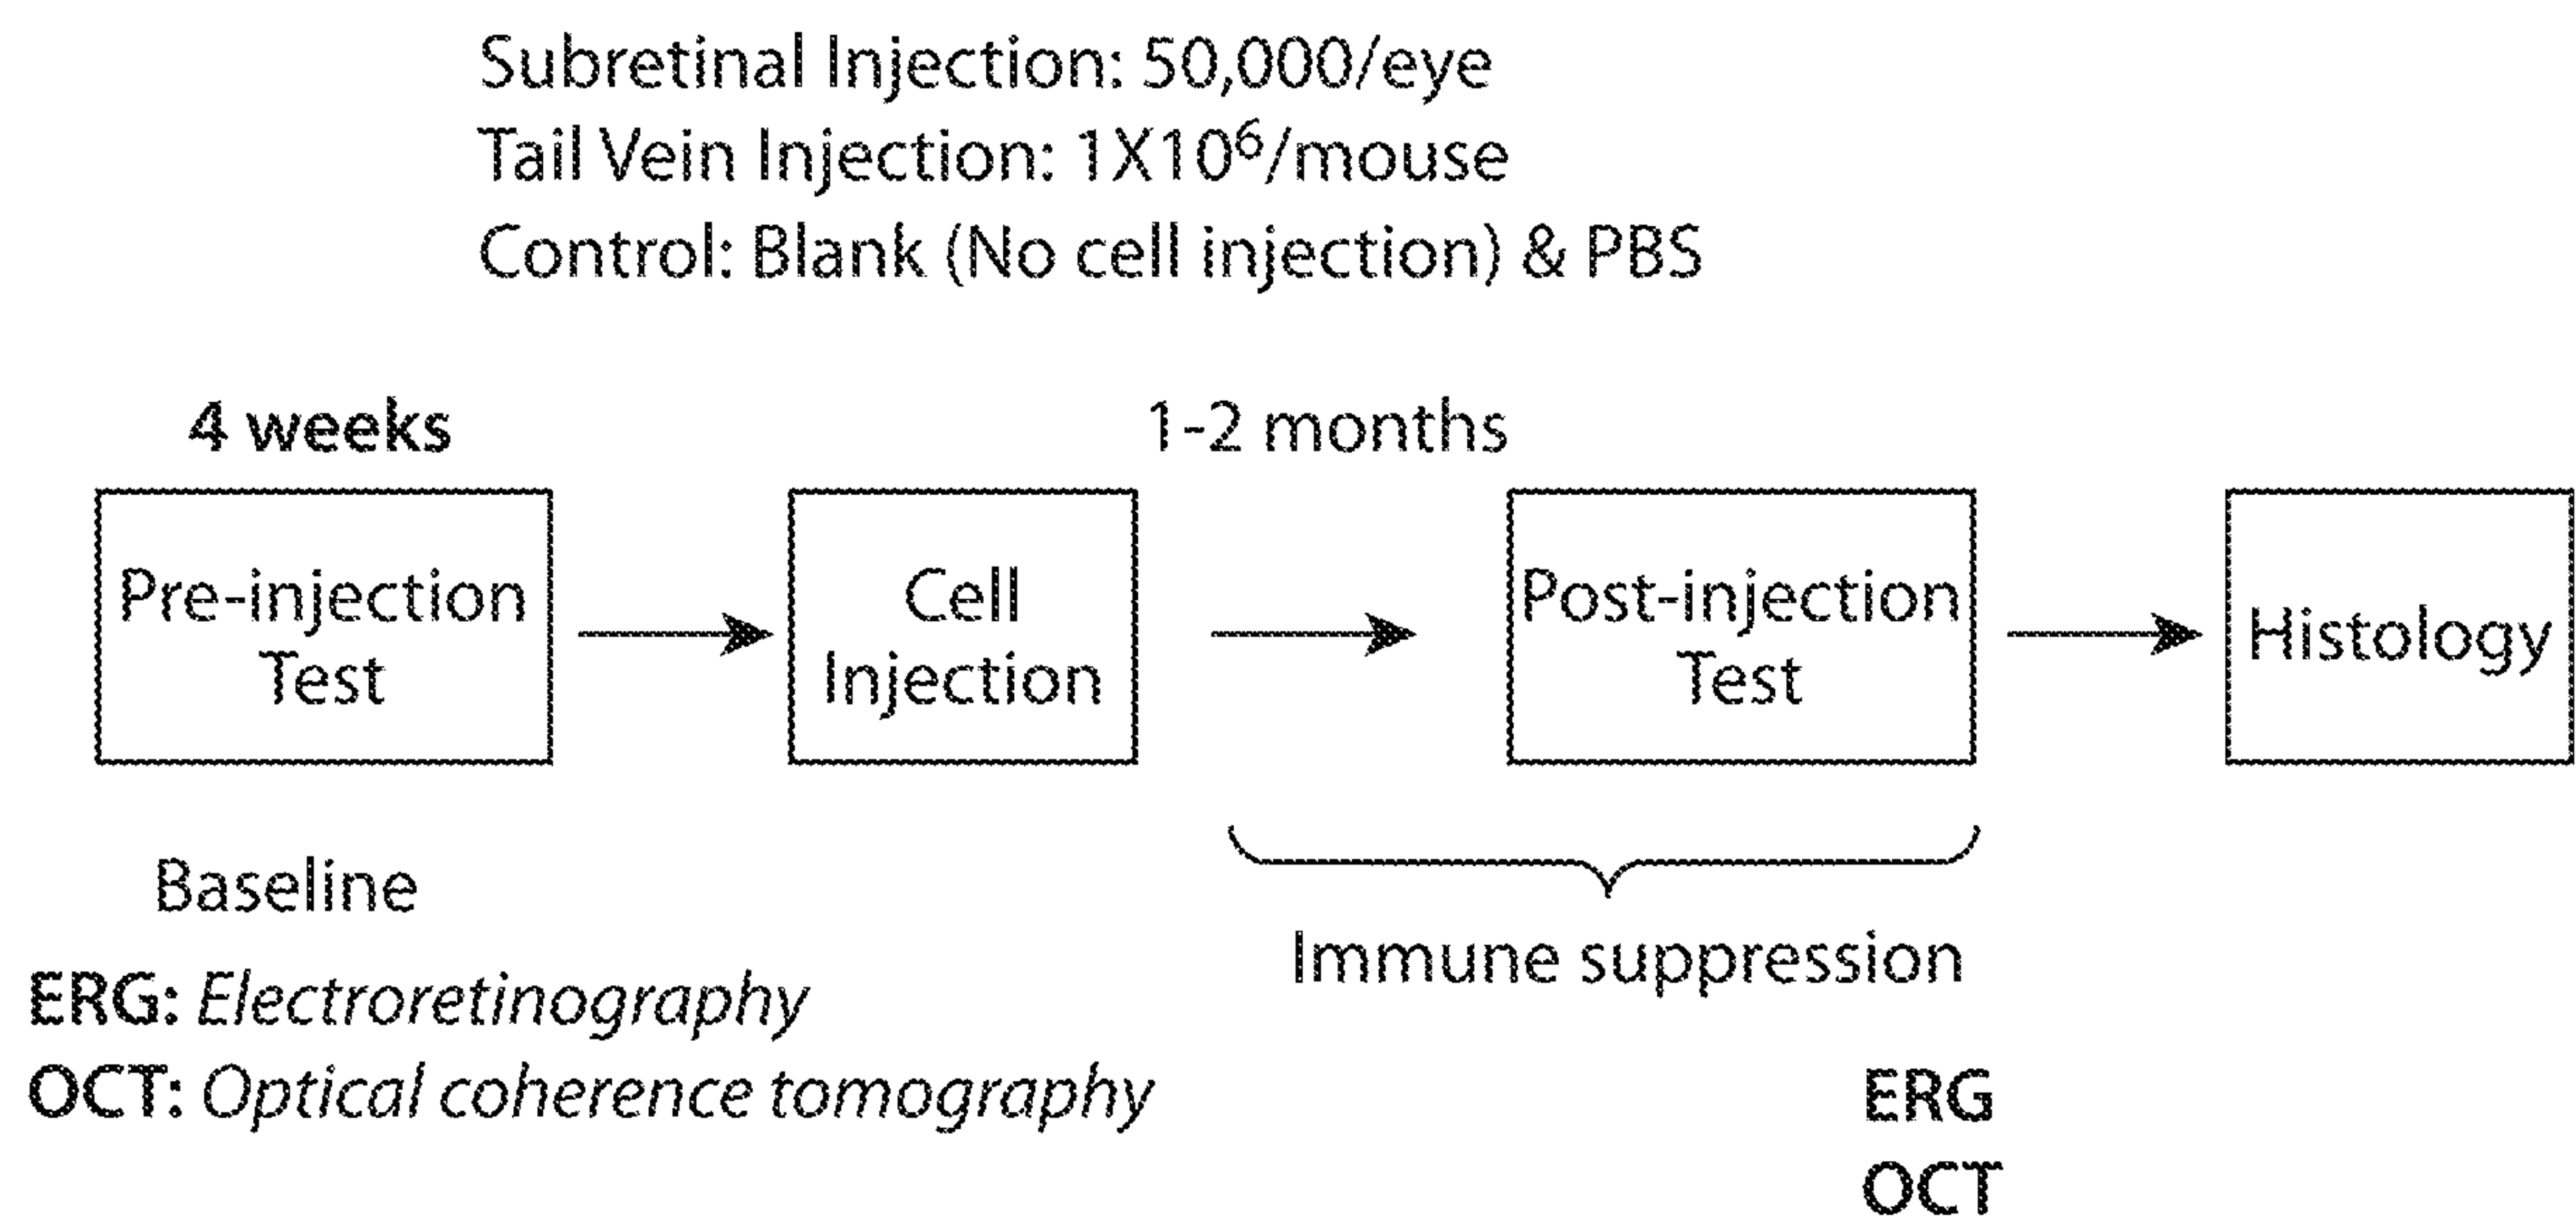 Subretinal Injection: 50,000/eye
Tail Vein Injection: 1X10⁶/mouse
Control: Blank (No cell injection) & PBS
4 weeks
1-2 months
Pre-injection
Test
Cell
Injection
Post-injection
Test
Histology
Baseline
Immune suppression
ERG: Electroretinography
OCT: Optical coherence tomography
ERG
OCT